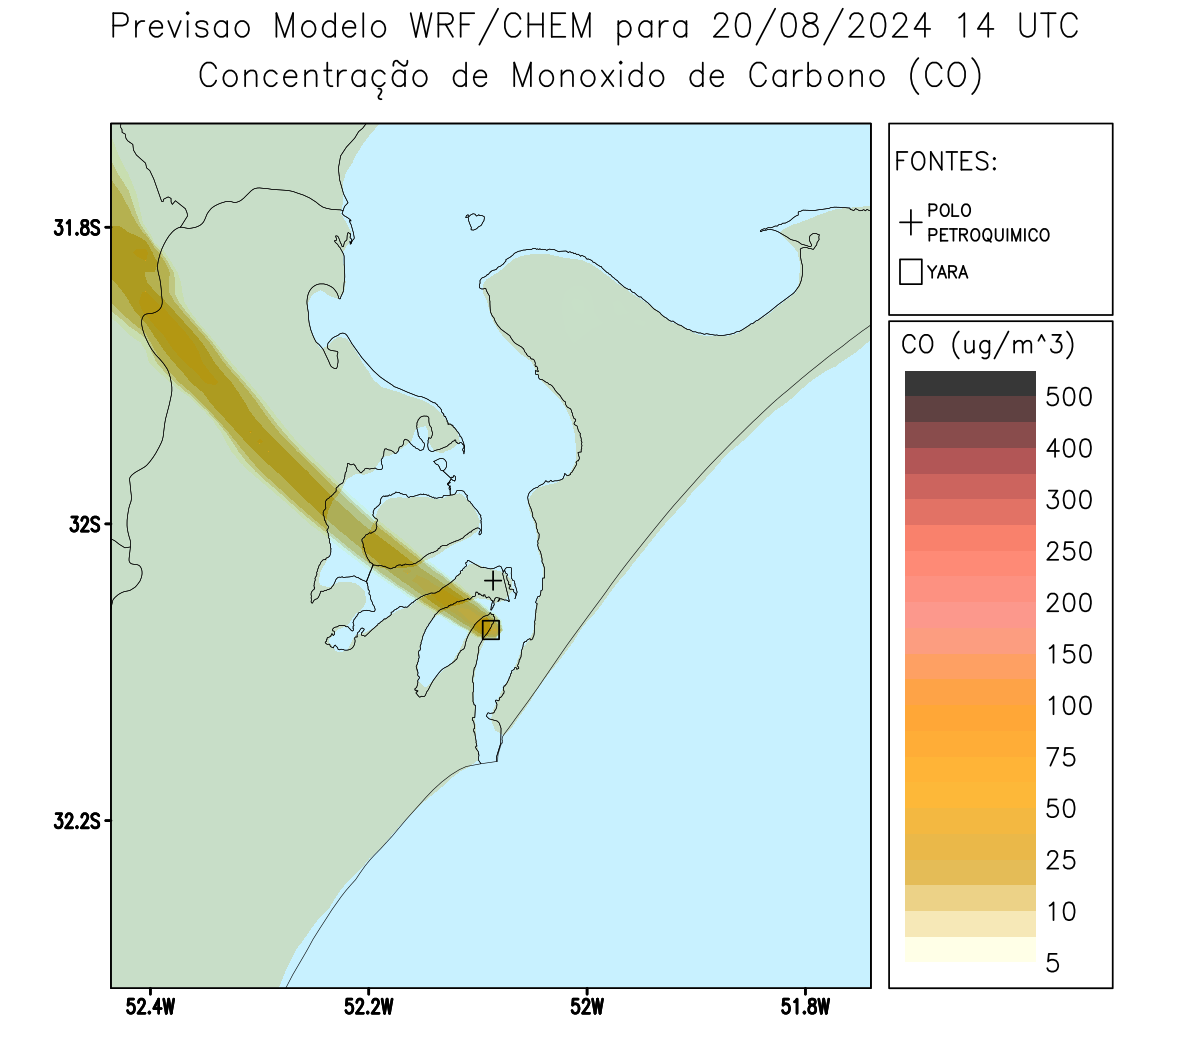 Previsao Modelo WRF/CHEM para 20/08/2024 14 UTC
Concentração de Monoxido de Carbono (CO)
FONTES:
POLO
PETROQUIMICO
YARA
CO (ug/m^3)
500
400
300
250
200
150
100
75
50
25
10
5
31.8S
32S
32.2S
52.4W
52.2W
52W
51.8W